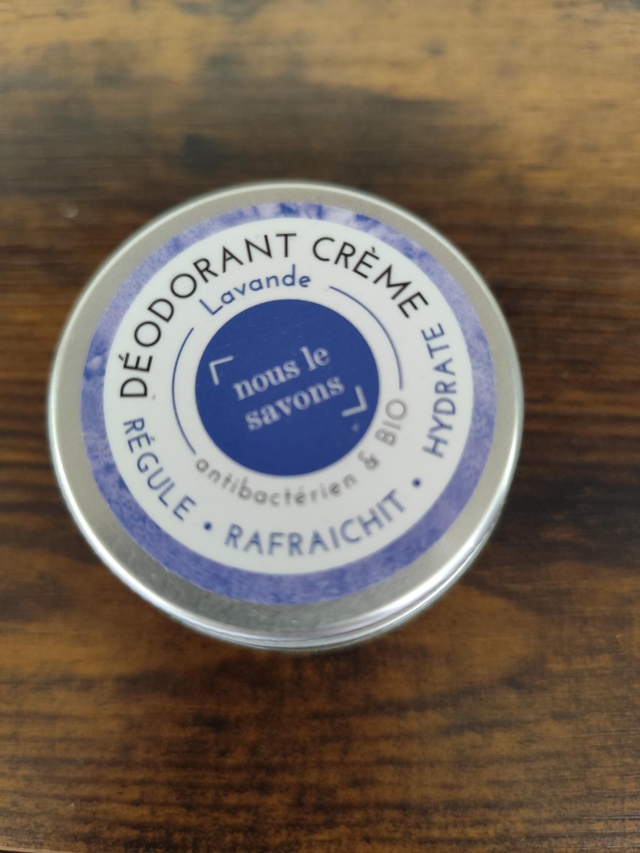 DÉODORANT CRÈME
Lavande
nous le
savons
antibactérien & BIO
RÉGULE • RAFRAICHIT • HYDRATE